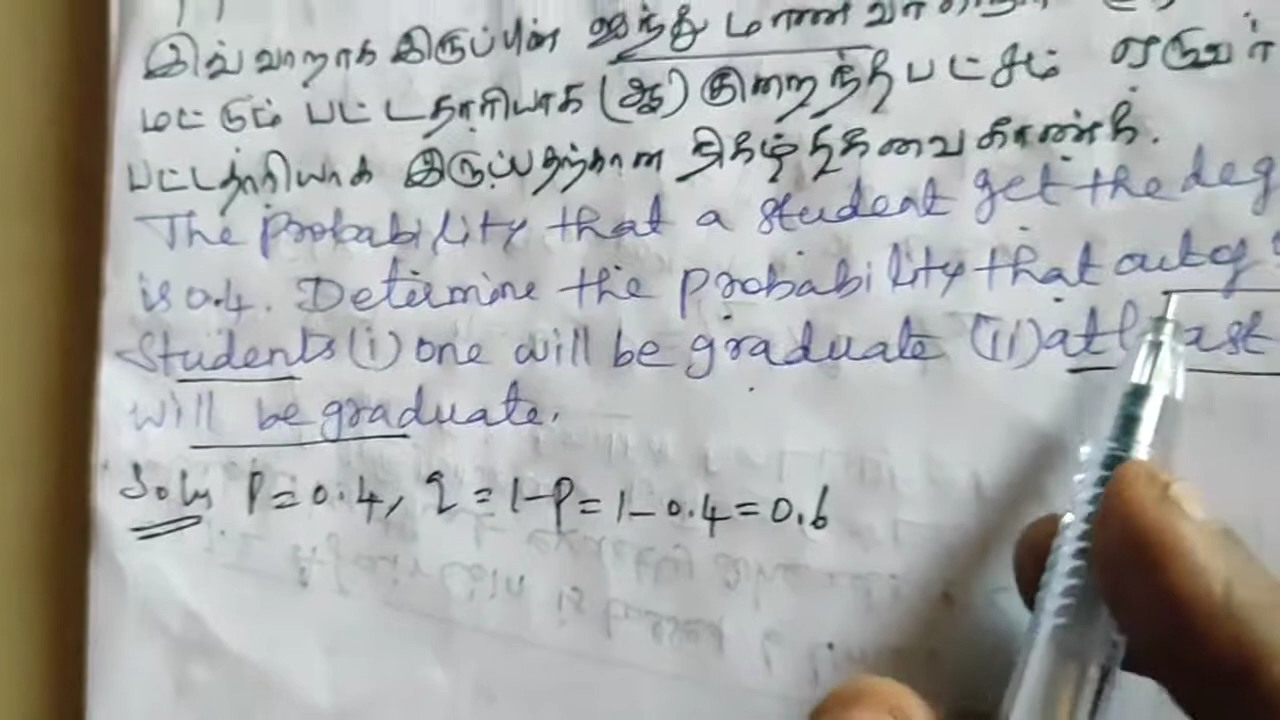 இவ்வாறாக இருப்பின் ஐந்து மாணவர்களில்
மட்டும் பட்டதாரியாக (ஆ) குறைந்தபட்சம் ஒருவர்
பட்டதாரியாக இருப்பதற்கான நிகழ்தகவை காண்க.
The probability that a student get the deg
is 0.4. Determine the probability that out of
Students (i) one will be graduate (ii) atleast
will be graduate.
Soln P=0.4, q=1-p=1-0.4=0.6